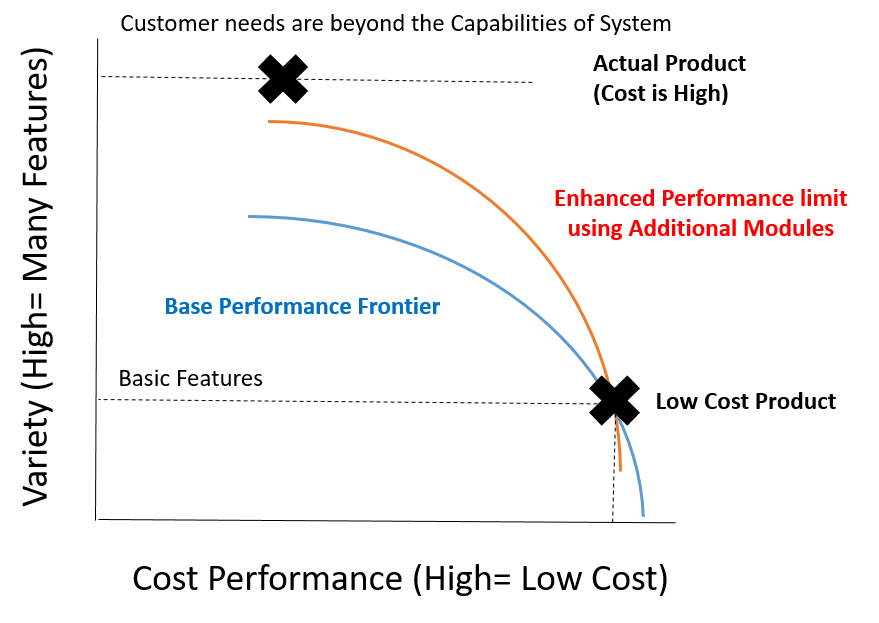 Customer needs are beyond the Capabilities of System
Actual Product
(Cost is High)
Enhanced Performance limit
using Additional Modules
Base Performance Frontier
Basic Features
Low Cost Product
Variety (High= Many Features)
Cost Performance (High= Low Cost)